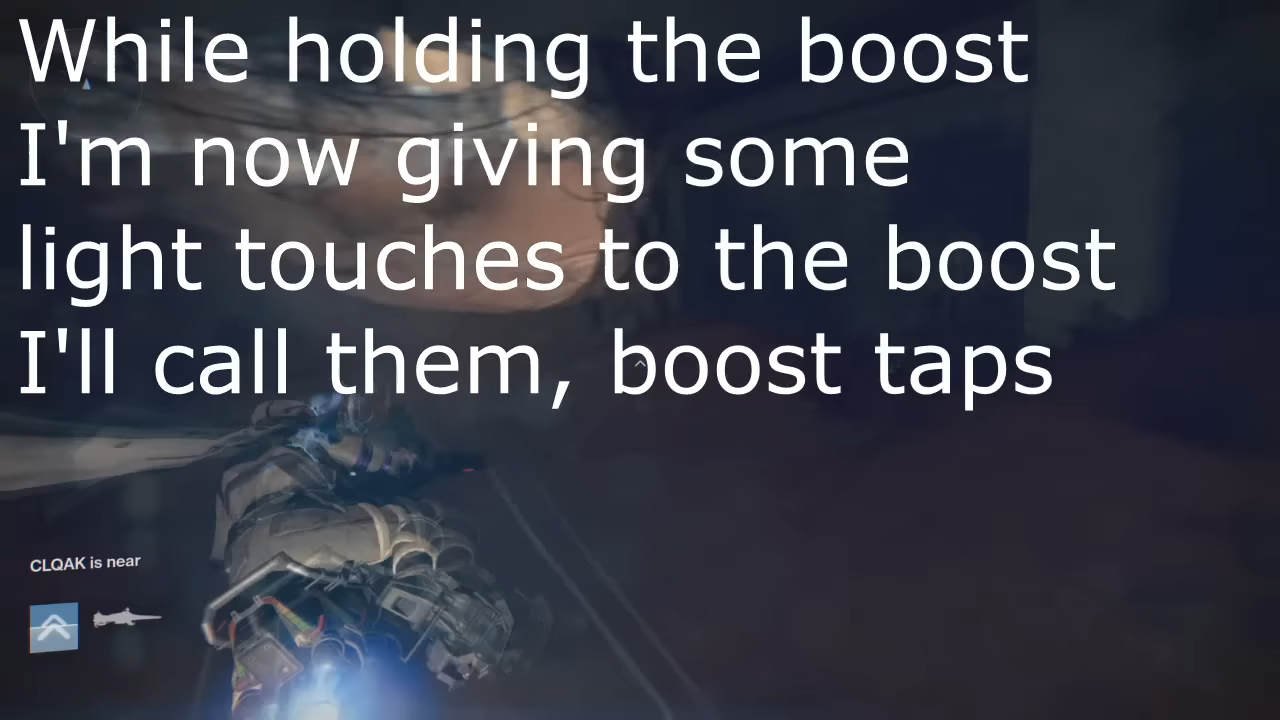 While holding the boost
I'm now giving some
light touches to the boost
I'll call them, boost taps
CLQAK is near